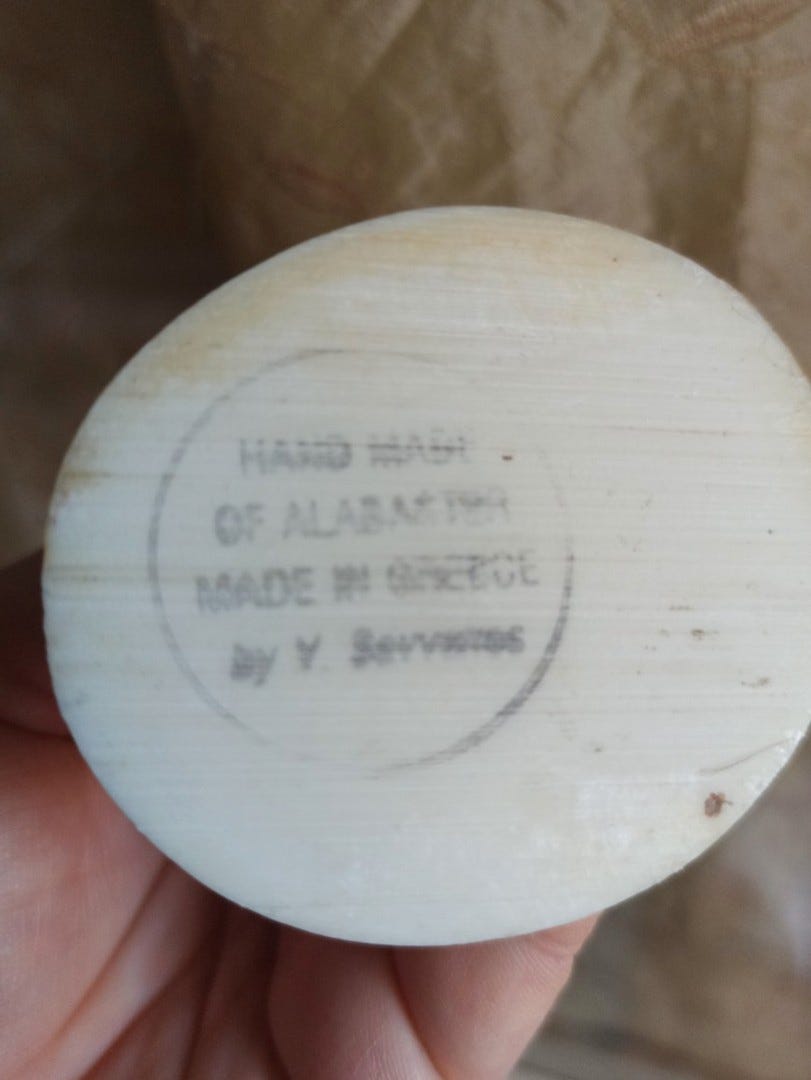 HAND MADE
OF ALABASTER
MADE IN GREECE
By Y.